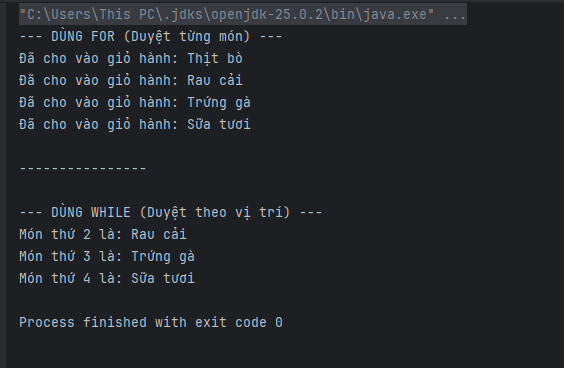 "C:\Users\This PC\.jdks\openjdk-25.0.2\bin\java.exe" ...
--- DÙNG FOR (Duyệt từng món) ---
Đã cho vào giỏ hành: Thịt bò
Đã cho vào giỏ hành: Rau cải
Đã cho vào giỏ hành: Trứng gà
Đã cho vào giỏ hành: Sữa tươi
----------------
--- DÙNG WHILE (Duyệt theo vị trí) ---
Món thứ 2 là: Rau cải
Món thứ 3 là: Trứng gà
Món thứ 4 là: Sữa tươi
Process finished with exit code 0